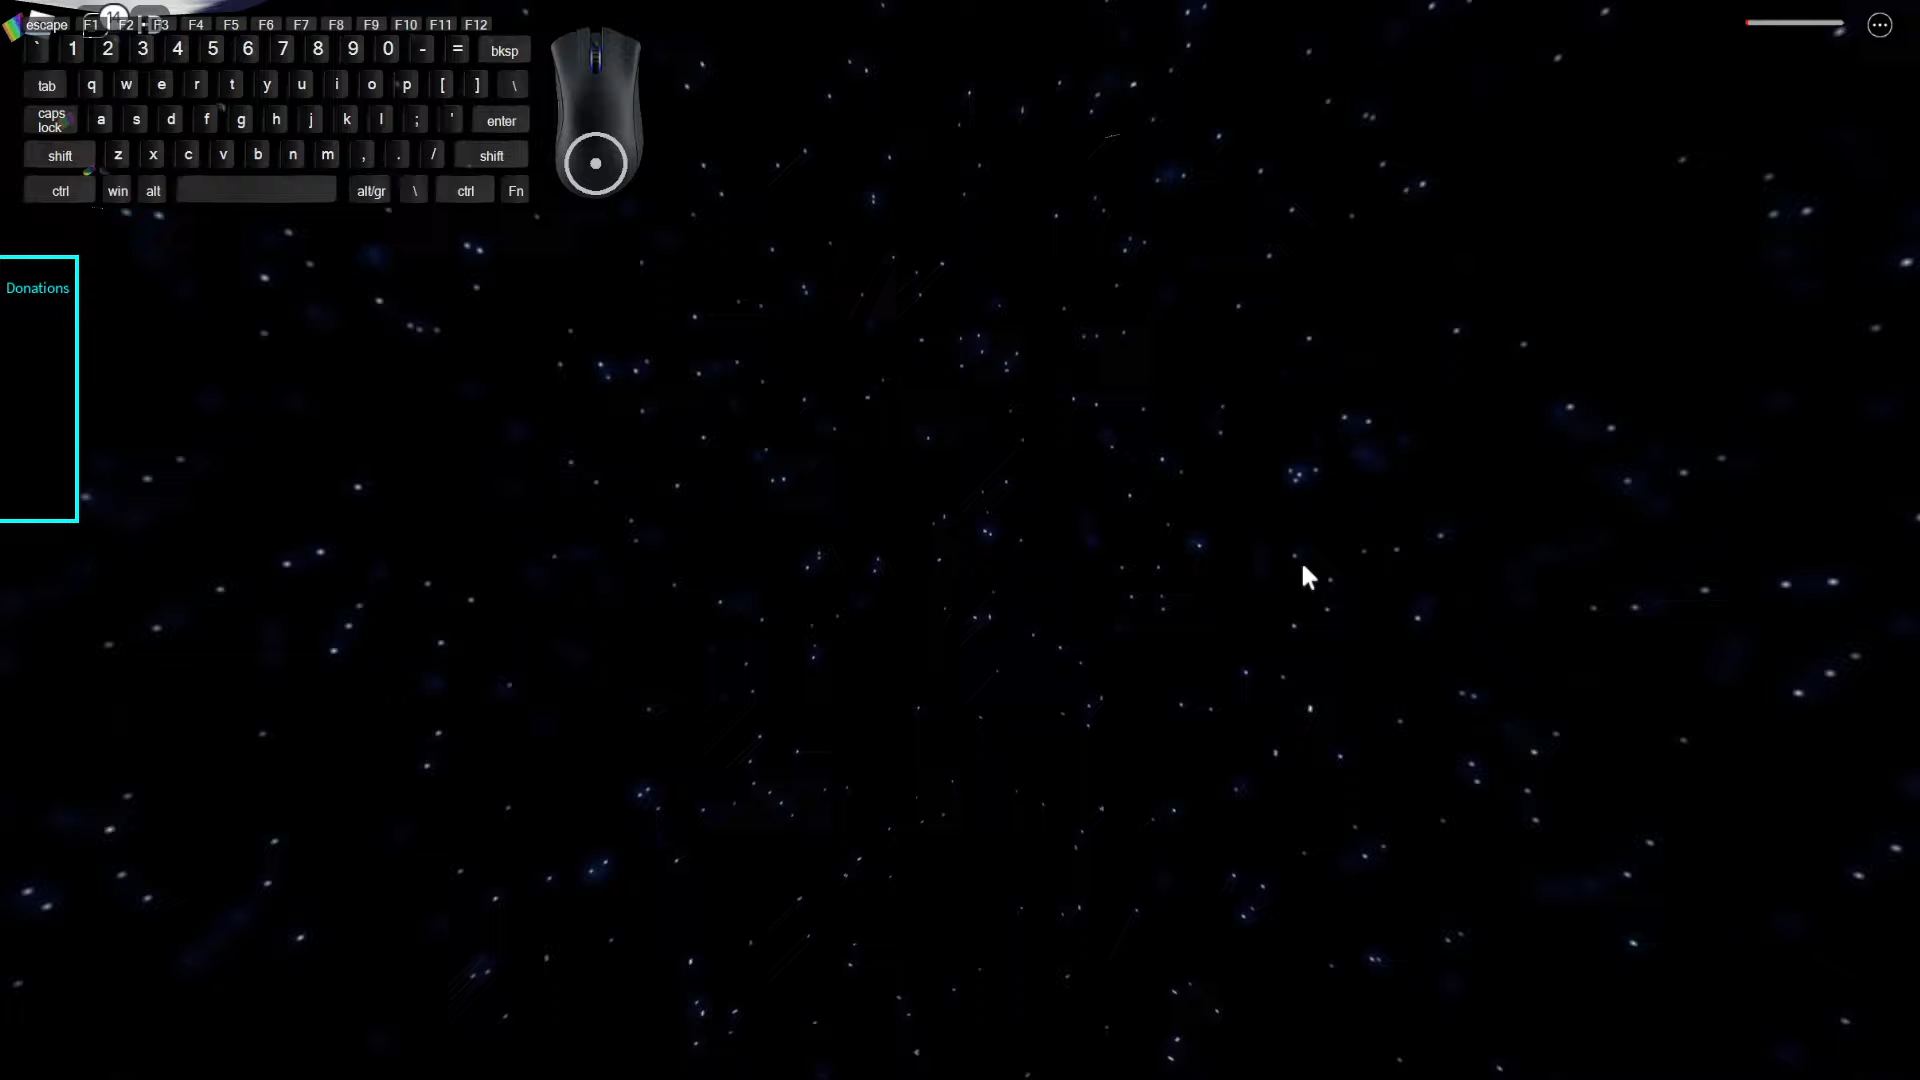 escape F1 F2 F3 F4 F5 F6 F7 F8 F9 F10 F11 F12
` 1 2 3 4 5 6 7 8 9 0 - = bksp
tab q w e r t y u i o p [ ] \
caps lock a s d f g h j k l ; ' enter
shift z x c v b n m , . / shift
ctrl win alt alt/gr \ ctrl Fn
Donations